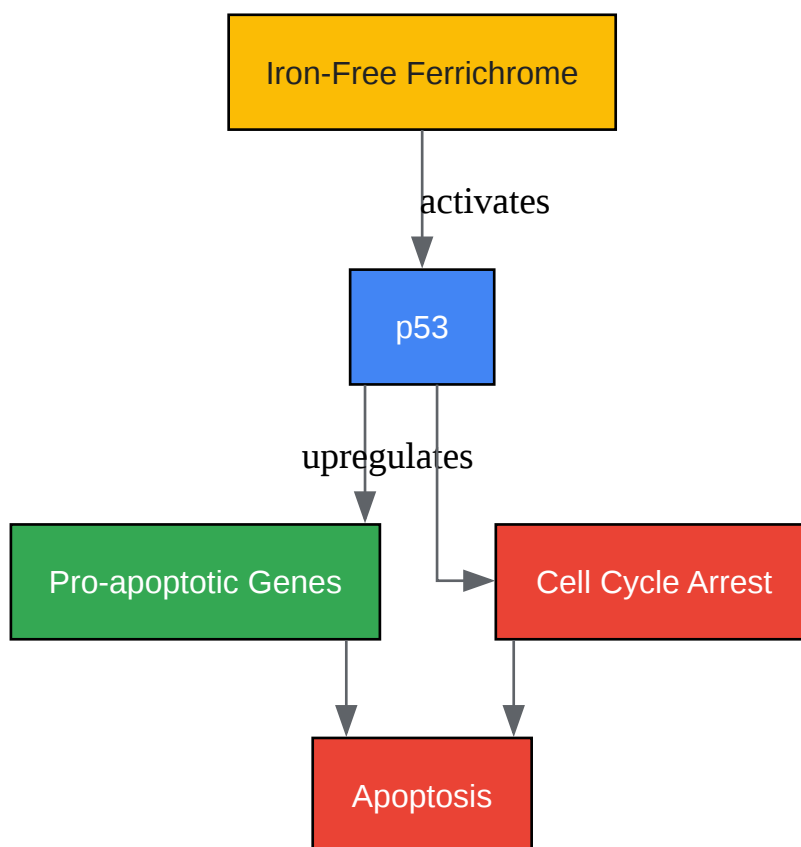 Iron-Free Ferrichrome
activates
p53
upregulates
Pro-apoptotic Genes
Cell Cycle Arrest
Apoptosis